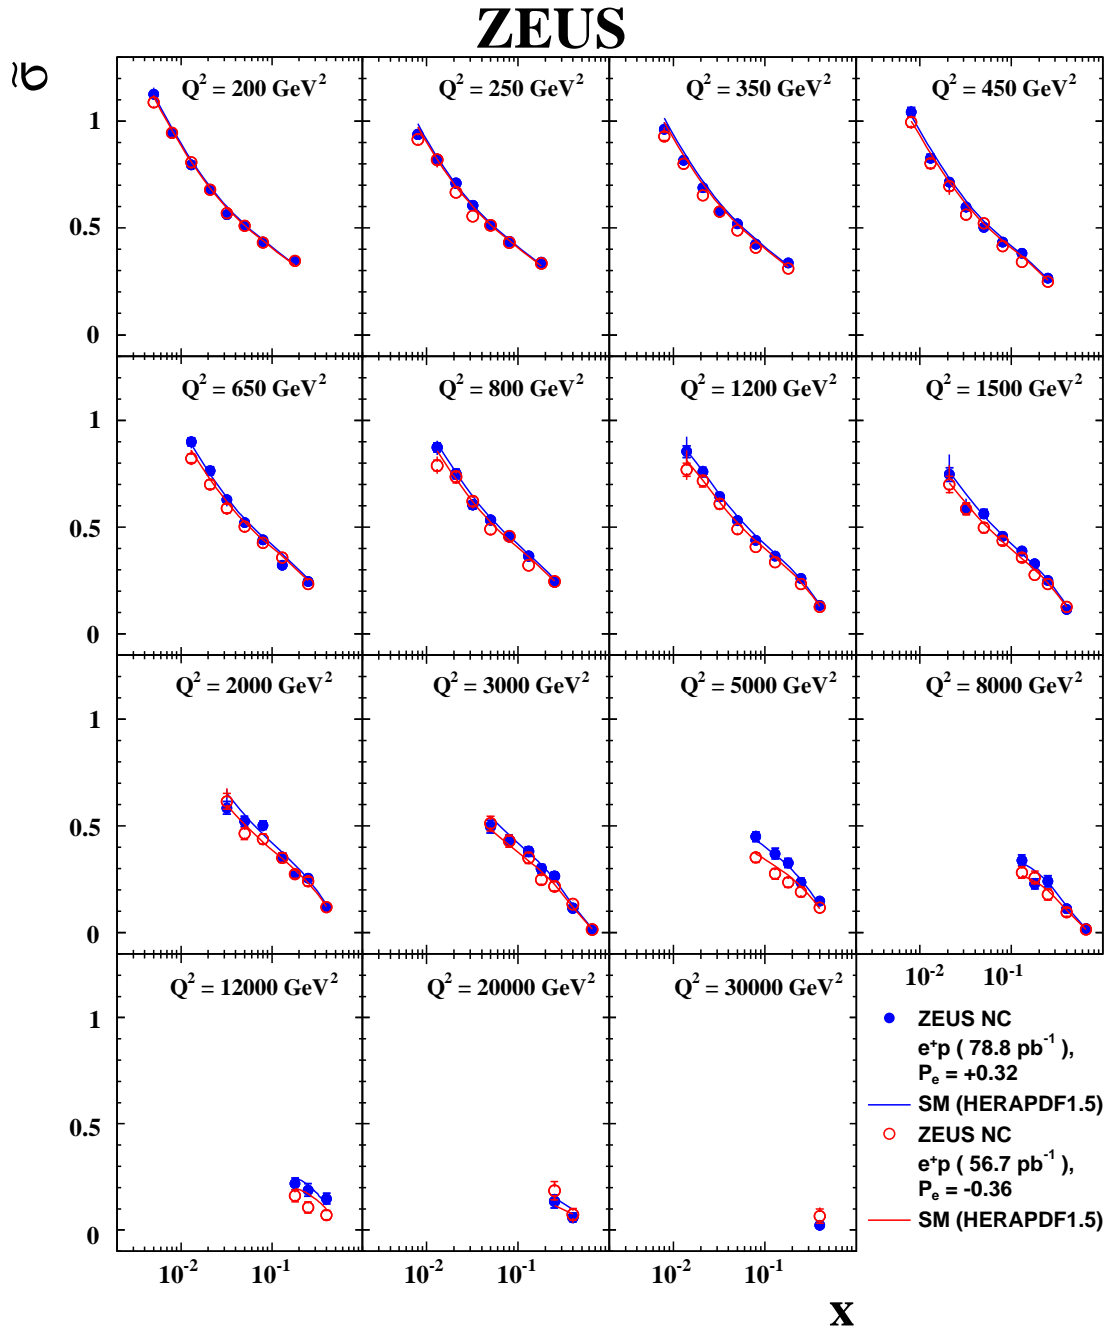 ZEUS
σ̃
Q² = 200 GeV²
Q² = 250 GeV²
Q² = 350 GeV²
Q² = 450 GeV²
1
0.5
0
Q² = 650 GeV²
Q² = 800 GeV²
Q² = 1200 GeV²
Q² = 1500 GeV²
1
0.5
0
Q² = 2000 GeV²
Q² = 3000 GeV²
Q² = 5000 GeV²
Q² = 8000 GeV²
1
0.5
0
10⁻² 10⁻¹
Q² = 12000 GeV²
Q² = 20000 GeV²
Q² = 30000 GeV²
1
0.5
0
ZEUS NC
e⁺p ( 78.8 pb⁻¹ ),
Pₑ = +0.32
SM (HERAPDF1.5)
ZEUS NC
e⁺p ( 56.7 pb⁻¹ ),
Pₑ = -0.36
SM (HERAPDF1.5)
10⁻² 10⁻¹
10⁻² 10⁻¹
10⁻² 10⁻¹
x